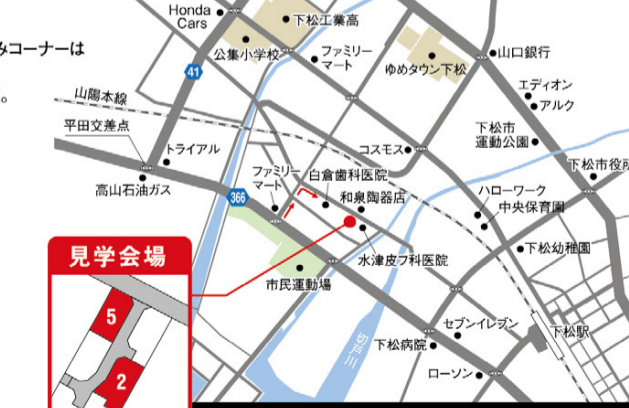 みコーナーは
。
Honda
Cars
下松工業高
公集小学校
ファミリー
マート
ゆめタウン下松
山口銀行
エディオン
アルク
41
山陽本線
平田交差点
トライアル
高山石油ガス
コスモス
下松市
運動公園
下松市役所
ファミリー
マート
白倉歯科医院
和泉陶器店
366
ハローワーク
中央保育園
水津皮フ科医院
下松幼稚園
市民運動場
見学会場
5
2
切戸川
セブンイレブン
下松病院
下松駅
ローソン